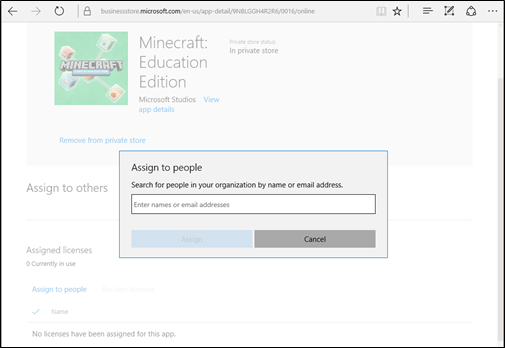 businessstore.microsoft.com/en-us/app-detail/9NBLGGH4R2R6/0016/online
MINECRAFT
Minecraft:
Education
Edition
Private store status
In private store
Microsoft Studios View
app details
Remove from private store
Assign to people
Search for people in your organization by name or email address.
Enter names or email addresses
Assign
Cancel
Assign to others
Assigned licenses
0 Currently in use
Assign to people
Name
No licenses have been assigned for this app.